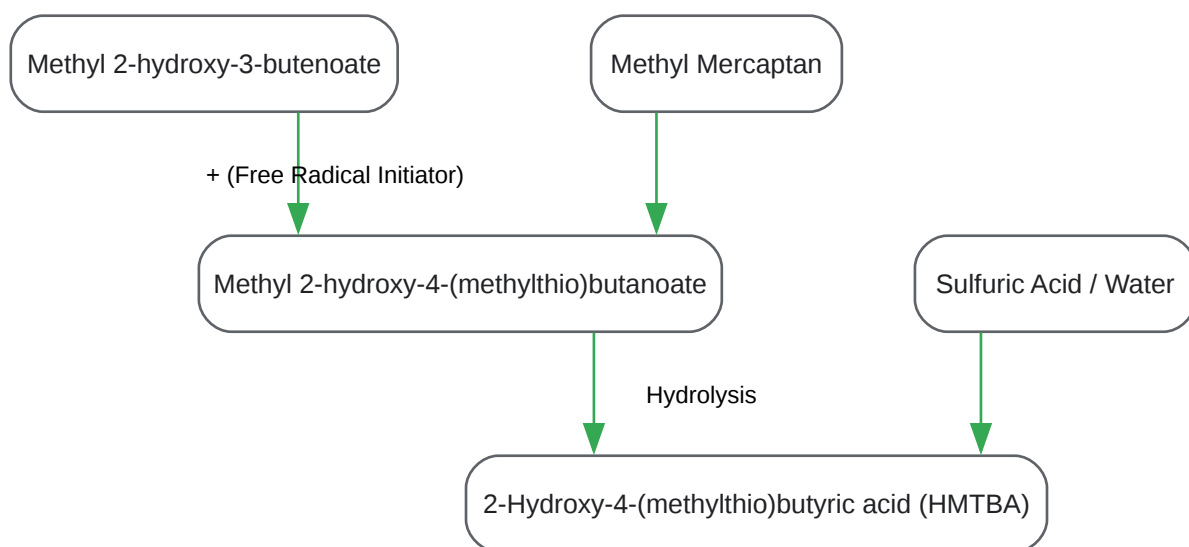 Methyl 2-hydroxy-3-butenoate
Methyl Mercaptan
+ (Free Radical Initiator)
Methyl 2-hydroxy-4-(methylthio)butanoate
Sulfuric Acid / Water
Hydrolysis
2-Hydroxy-4-(methylthio)butyric acid (HMTBA)